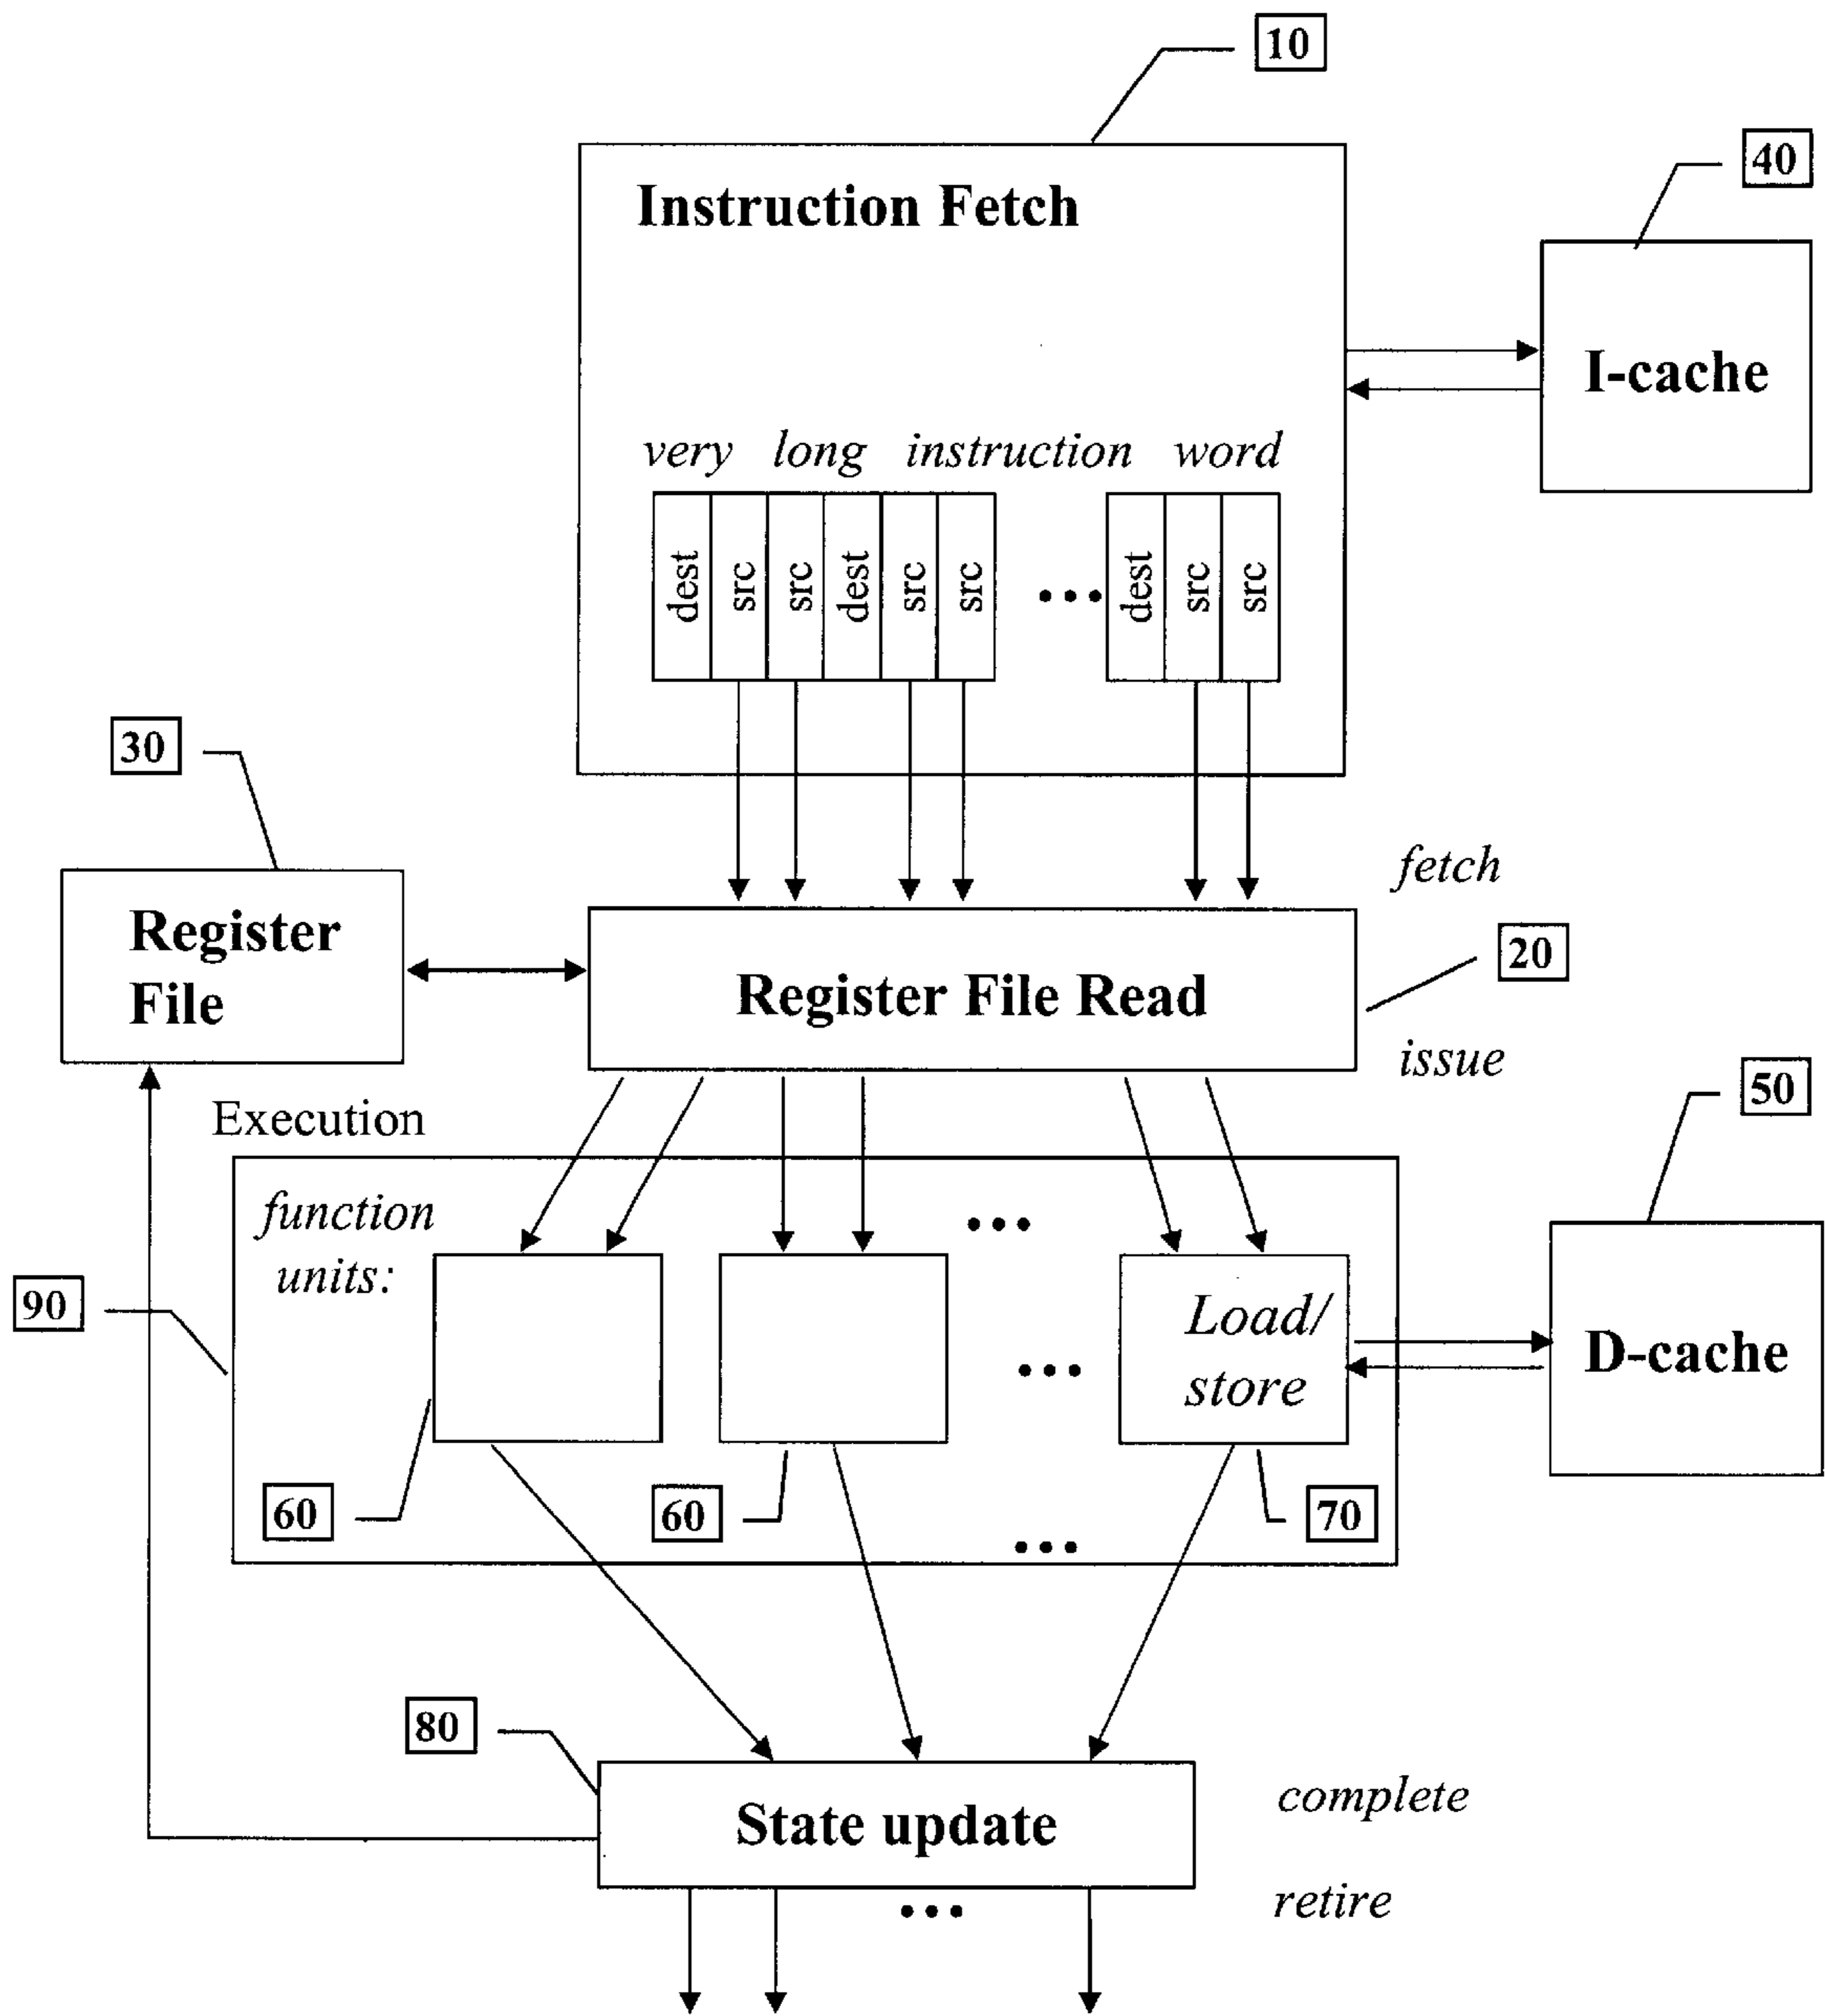 10
Instruction Fetch
40
I-cache
very long instruction word
dest src src dest src src ... dest src src
30
Register
File
fetch
20
Register File Read
issue
50
Execution
function
units:
...
90
Load/
store
...
D-cache
60
60
70
...
80
State update
complete
retire
...